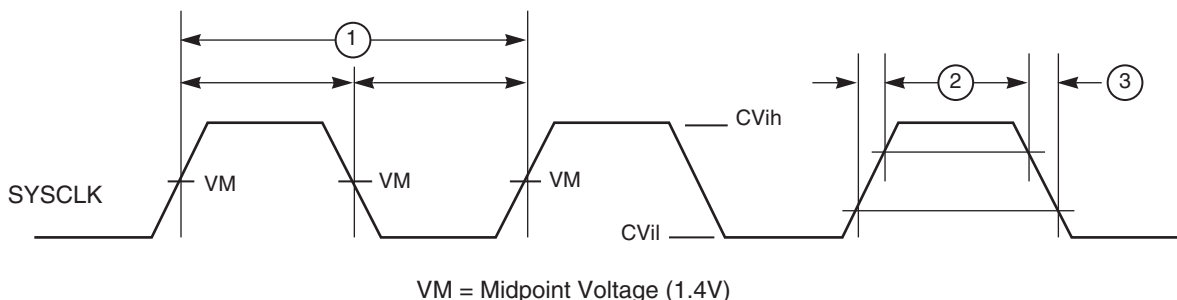 1
2
3
CVih
VM
VM
VM
SYSCLK
CVil
VM = Midpoint Voltage (1.4V)